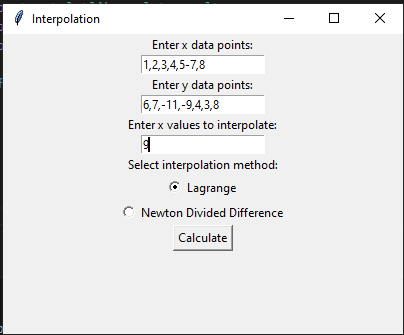 Interpolation
Enter x data points:
1,2,3,4,5-7,8
Enter y data points:
6,7,-11,-9,4,3,8
Enter x values to interpolate:
9
Select interpolation method:
Lagrange
Newton Divided Difference
Calculate